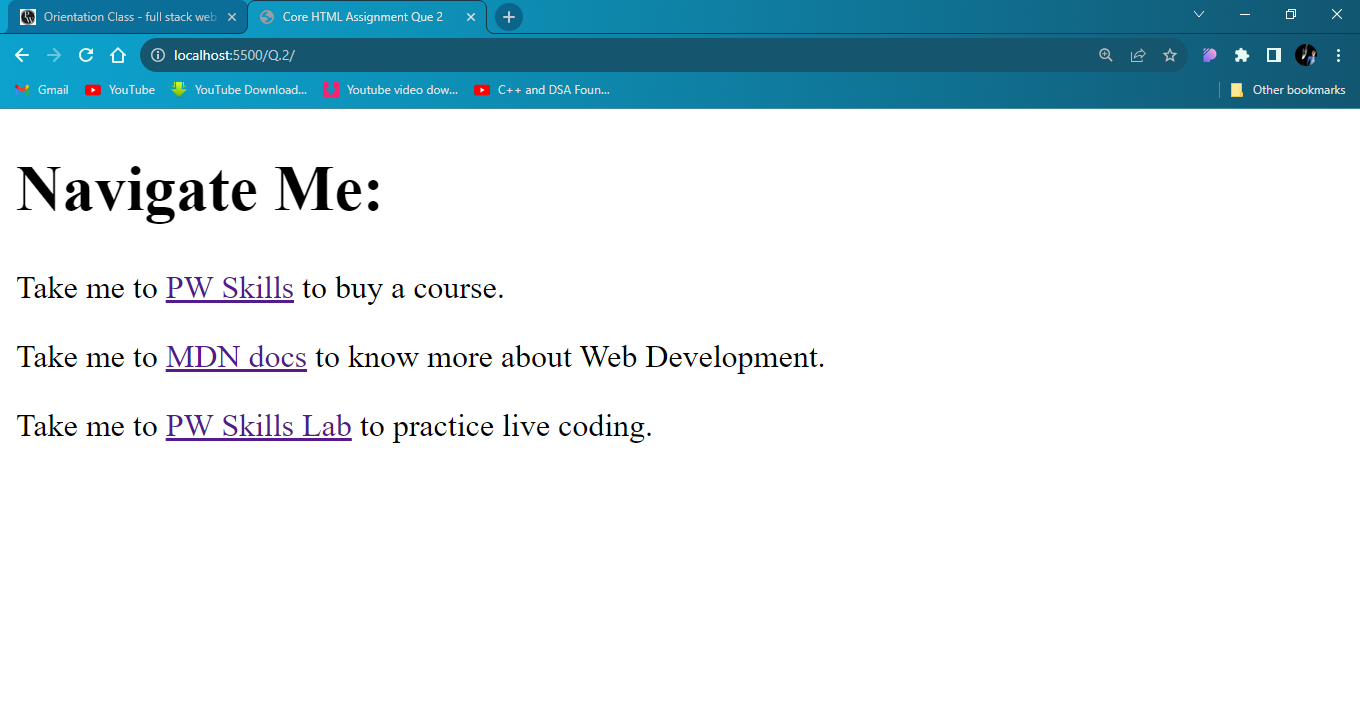 Orientation Class - full stack web
Core HTML Assignment Que 2
localhost:5500/Q.2/
Gmail
YouTube
YouTube Download...
Youtube video dow...
C++ and DSA Foun...
Other bookmarks
Navigate Me:
Take me to PW Skills to buy a course.
Take me to MDN docs to know more about Web Development.
Take me to PW Skills Lab to practice live coding.